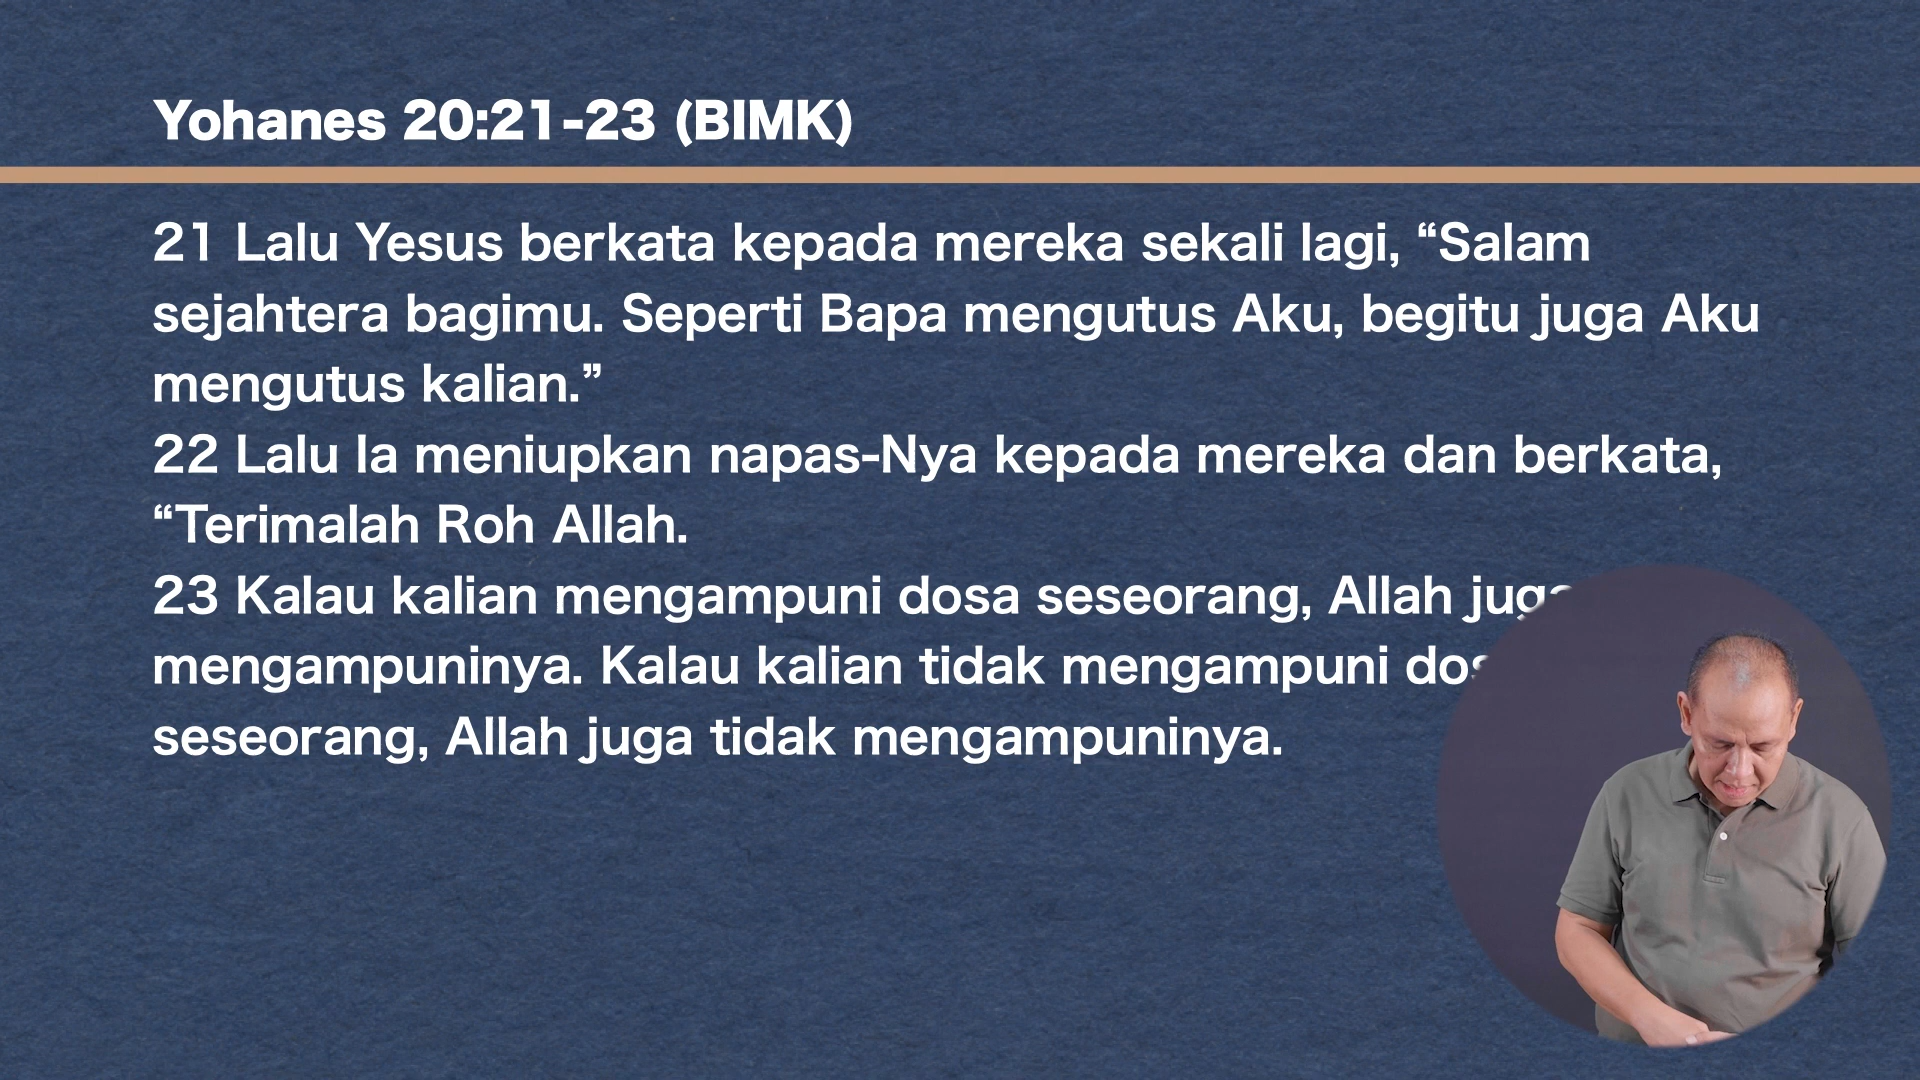 Yohanes 20:21-23 (BIMK)
21 Lalu Yesus berkata kepada mereka sekali lagi, “Salam
sejahtera bagimu. Seperti Bapa mengutus Aku, begitu juga Aku
mengutus kalian.”
22 Lalu Ia meniupkan napas-Nya kepada mereka dan berkata,
“Terimalah Roh Allah.
23 Kalau kalian mengampuni dosa seseorang, Allah juga
mengampuninya. Kalau kalian tidak mengampuni
seseorang, Allah juga tidak mengampuninya.